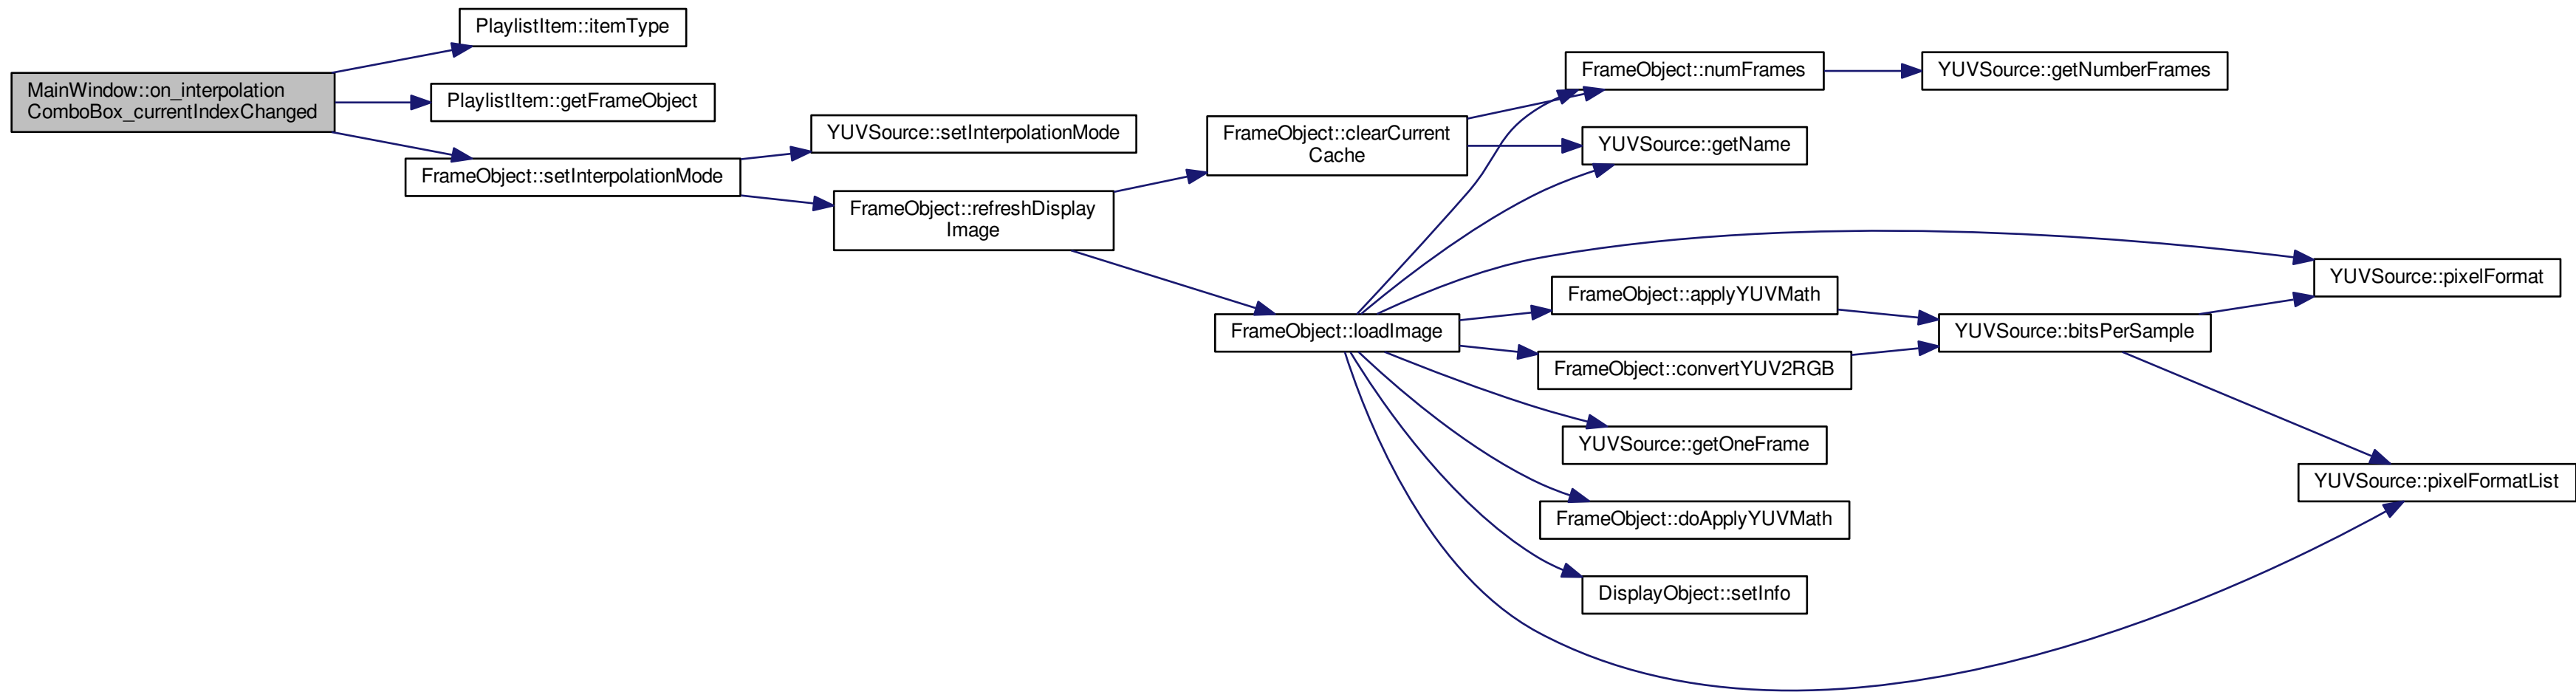 MainWindow::on_interpolation
ComboBox_currentIndexChanged
PlaylistItem::itemType
PlaylistItem::getFrameObject
FrameObject::setInterpolationMode
YUVSource::setInterpolationMode
FrameObject::refreshDisplay
Image
FrameObject::clearCurrent
Cache
FrameObject::loadImage
FrameObject::numFrames
YUVSource::getName
FrameObject::applyYUVMath
FrameObject::convertYUV2RGB
YUVSource::getOneFrame
FrameObject::doApplyYUVMath
DisplayObject::setInfo
YUVSource::getNumberFrames
YUVSource::bitsPerSample
YUVSource::pixelFormat
YUVSource::pixelFormatList